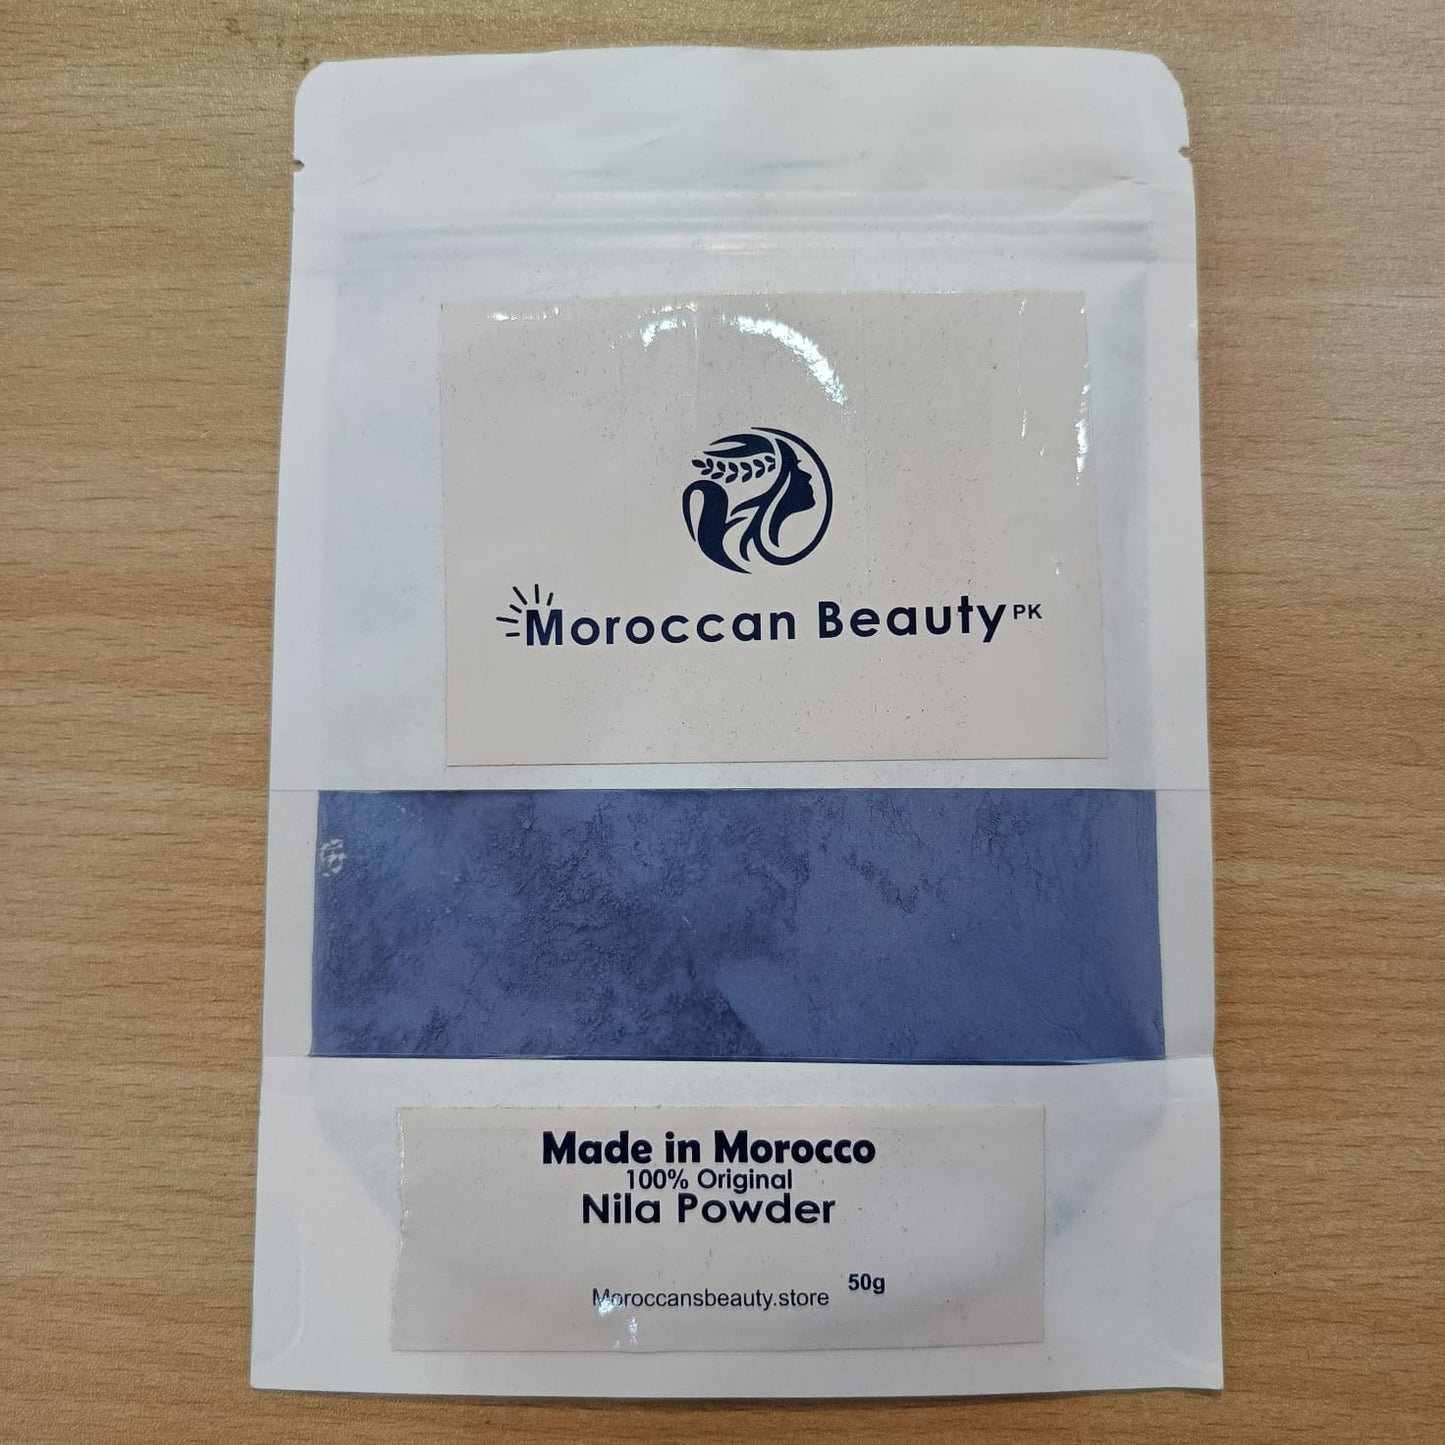 Moroccan Beauty PK
Made in Morocco
100% Original
Nila Powder
50g
Moroccansbeauty.store